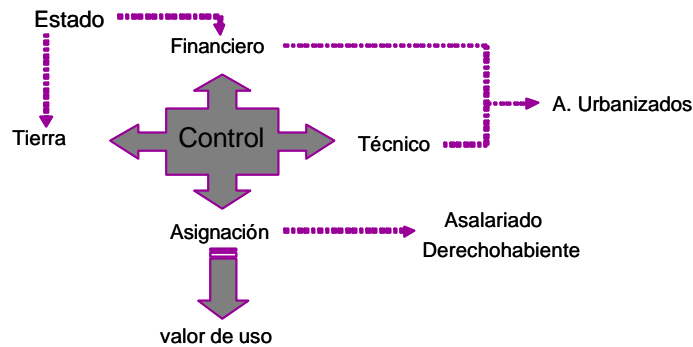 Estado
Financiero
A. Urbanizados
Tierra
Control
Técnico
Asignación
Asalariado
Derechohabiente
valor de uso